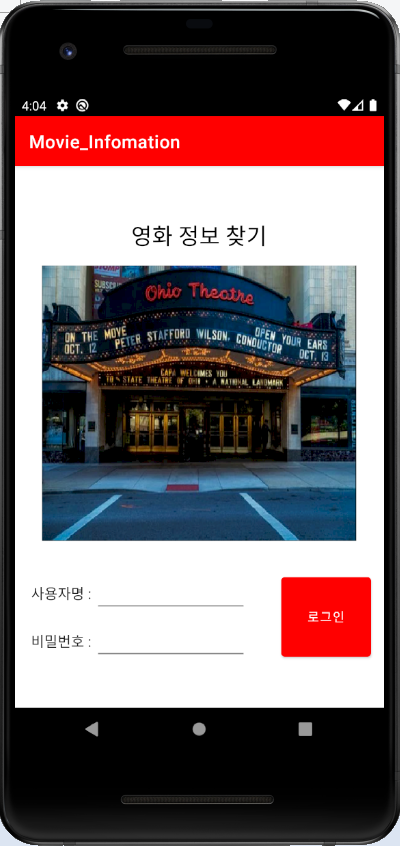 4:04
Movie_Infomation
영화 정보 찾기
Ohio Theatre
ON THE MOVE
OCT. 12
PETER STAFFORD WILSON, CONDUCTOR
OPEN YOUR EARS
OCT. 13
CAPA WELCOMES YOU
STATE THEATRE OF OHIO • A NATIONAL LANDMARK
사용자명 :
비밀번호 :
로그인